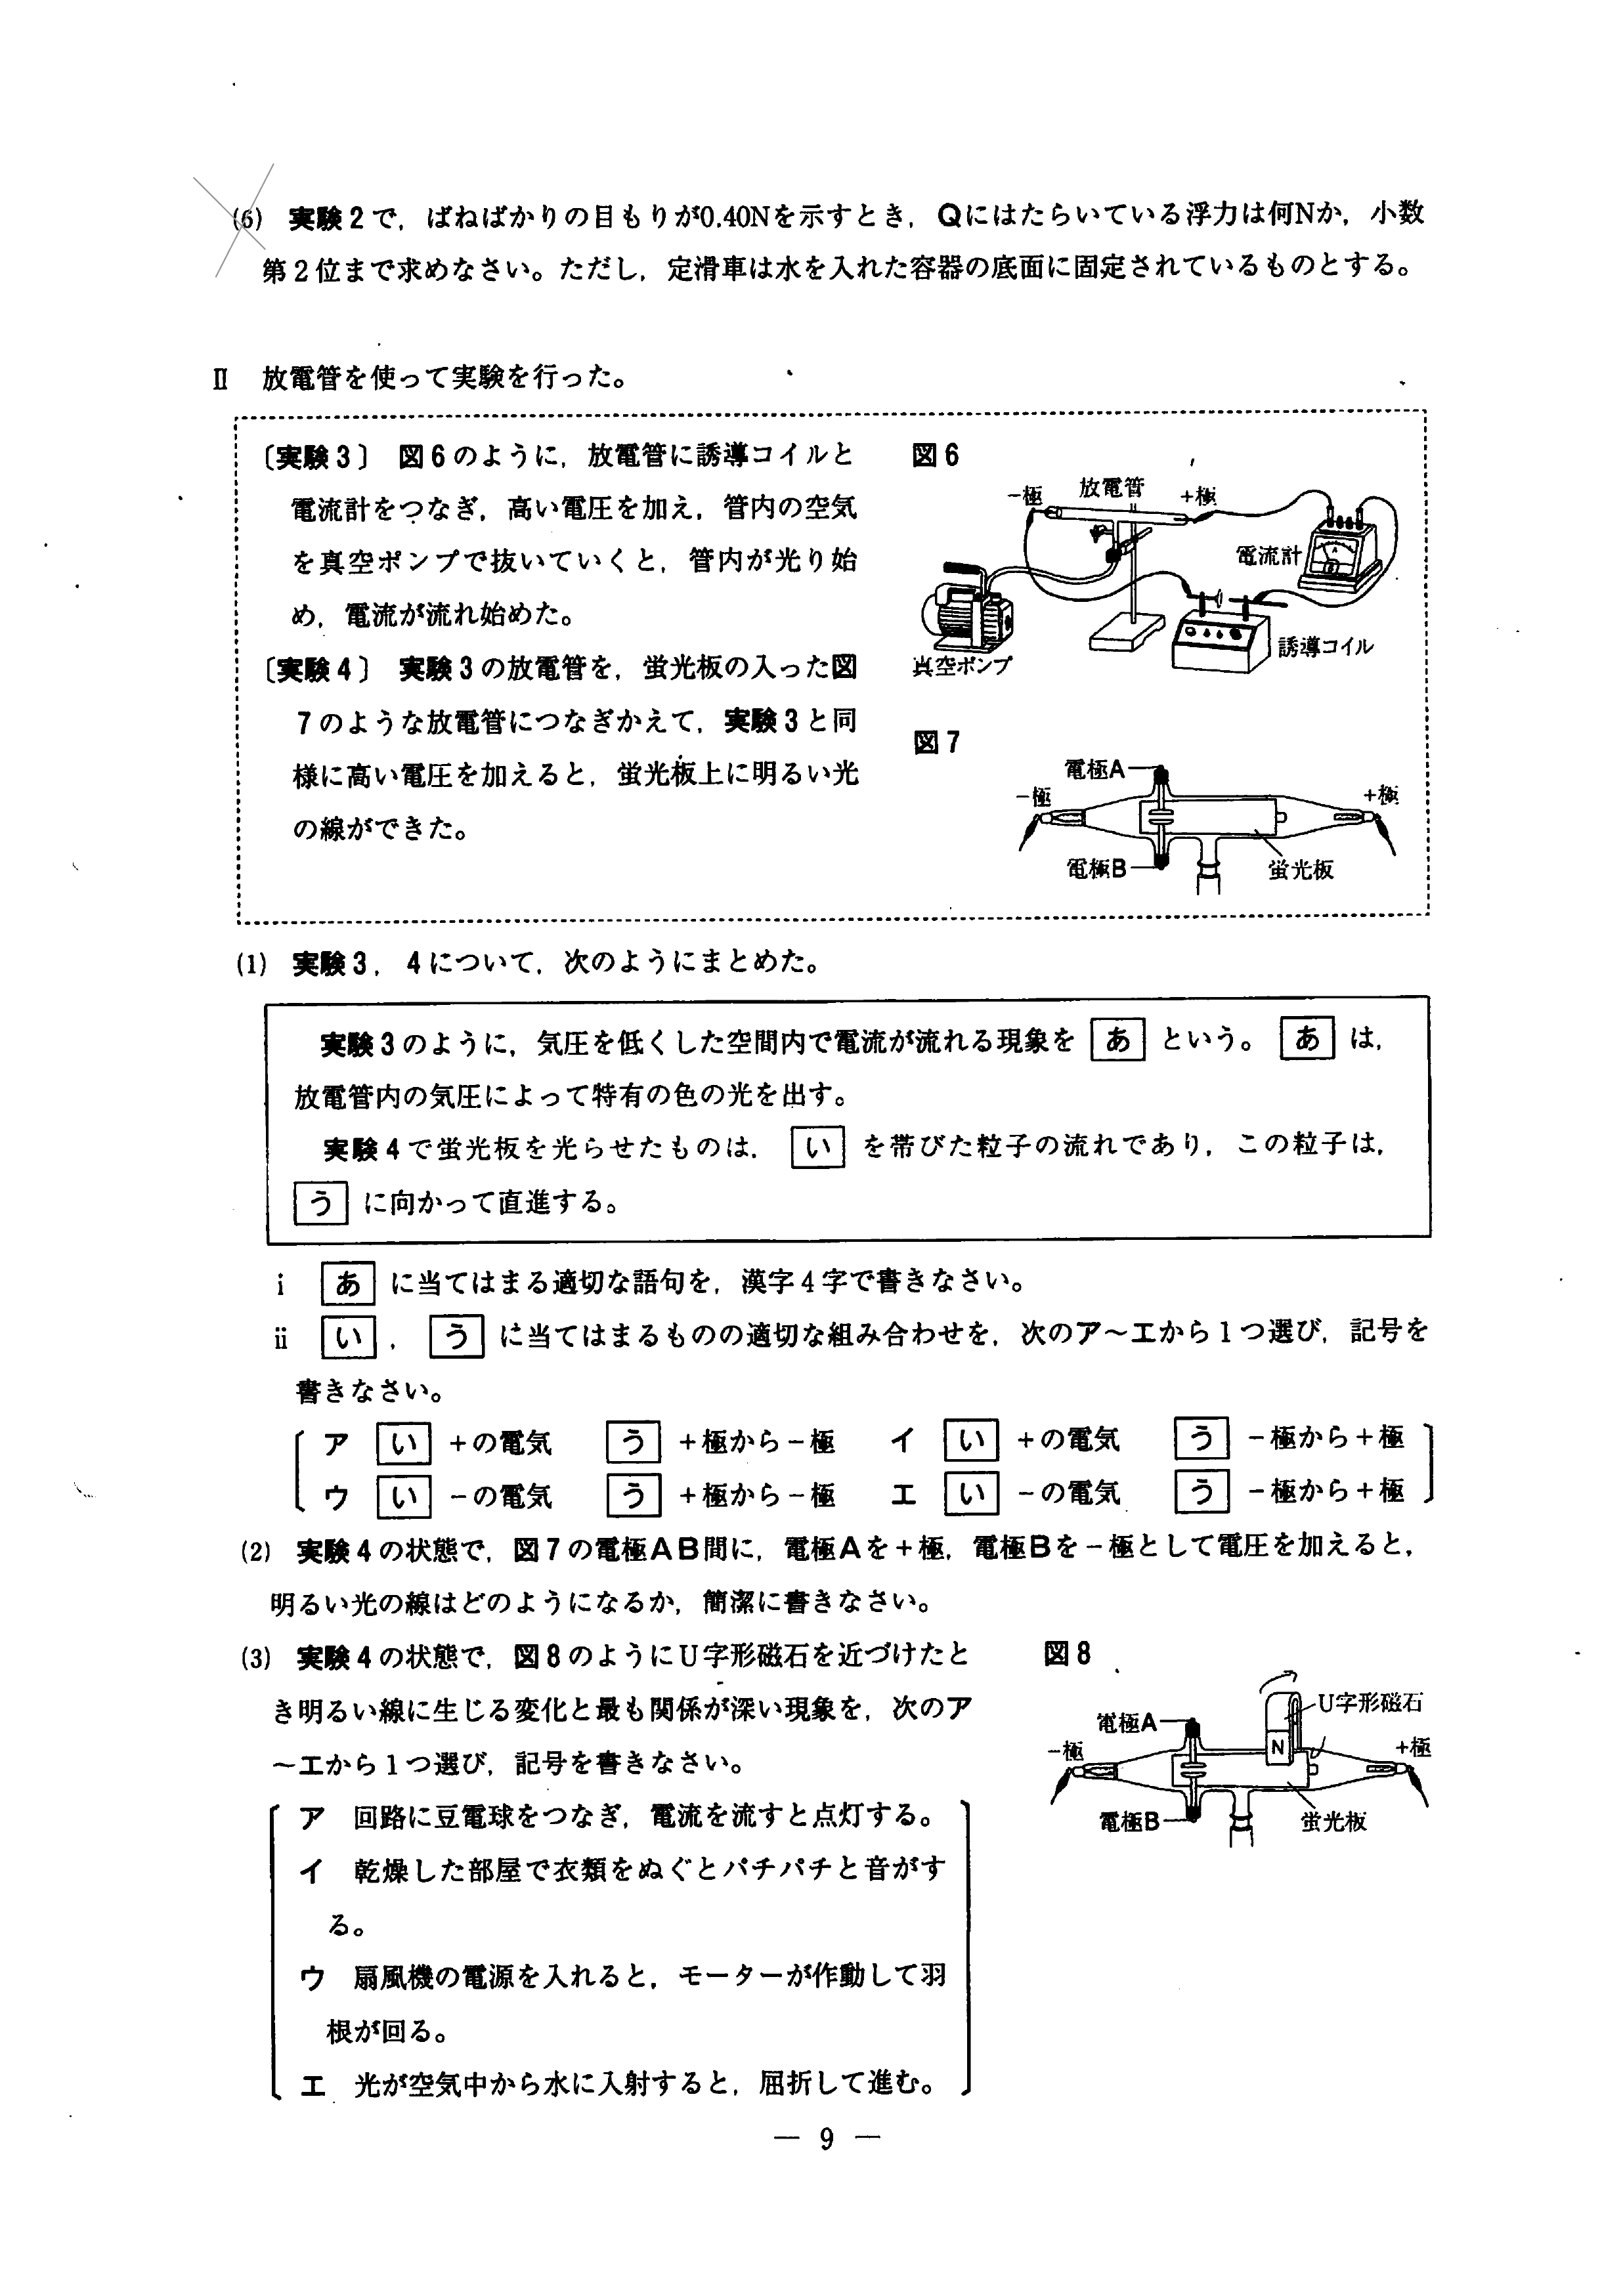 (6) 実験2で，ばねばかりの目もりが0.40Nを示すとき，Qにはたらいている浮力は何Nか，小数
第2位まで求めなさい。ただし，定滑車は水を入れた容器の底面に固定されているものとする。
Ⅱ 放電管を使って実験を行った。
〔実験3〕 図6のように，放電管に誘導コイルと
電流計をつなぎ，高い電圧を加え，管内の空気
を真空ポンプで抜いていくと，管内が光り始
め，電流が流れ始めた。
〔実験4〕 実験3の放電管を，蛍光板の入った図
7のような放電管につなぎかえて，実験3と同
様に高い電圧を加えると，蛍光板上に明るい光
の線ができた。
図6
－極 放電管 ＋極
電流計
誘導コイル
真空ポンプ
図7
電極A
－極 ＋極
電極B 蛍光板
(1) 実験3，4について，次のようにまとめた。
実験3のように，気圧を低くした空間内で電流が流れる現象を あ という。 あ は，
放電管内の気圧によって特有の色の光を出す。
実験4で蛍光板を光らせたものは， い を帯びた粒子の流れであり，この粒子は，
う に向かって直進する。
ⅰ あ に当てはまる適切な語句を，漢字4字で書きなさい。
ⅱ い ， う に当てはまるものの適切な組み合わせを，次のア～エから1つ選び，記号を
書きなさい。
ア い ＋の電気 う ＋極から－極 イ い ＋の電気 う －極から＋極
ウ い －の電気 う ＋極から－極 エ い －の電気 う －極から＋極
(2) 実験4の状態で，図7の電極AB間に，電極Aを＋極，電極Bを－極として電圧を加えると，
明るい光の線はどのようになるか，簡潔に書きなさい。
(3) 実験4の状態で，図8のようにU字形磁石を近づけたと
き明るい線に生じる変化と最も関係が深い現象を，次のア
～エから1つ選び，記号を書きなさい。
ア 回路に豆電球をつなぎ，電流を流すと点灯する。
イ 乾燥した部屋で衣類をぬぐとパチパチと音がす
る。
ウ 扇風機の電源を入れると，モーターが作動して羽
根が回る。
エ 光が空気中から水に入射すると，屈折して進む。
図8
U字形磁石
電極A
N
－極 ＋極
電極B 蛍光板
― 9 ―